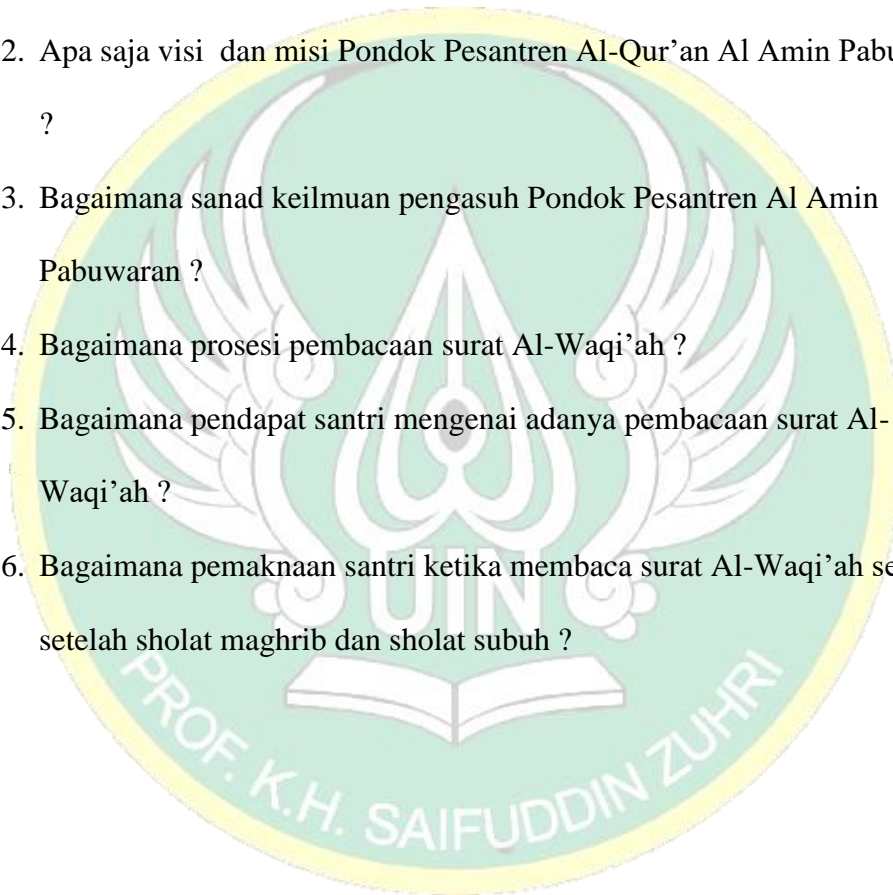 2. Apa saja visi dan misi Pondok Pesantren Al-Qur’an Al Amin
?
3. Bagaimana sanad keilmuan pengasuh Pondok Pesantren Al Amin
Pabuwaran ?
4. Bagaimana prosesi pembacaan surat Al-Waqi’ah ?
5. Bagaimana pendapat santri mengenai adanya pembacaan surat Al-
Waqi’ah ?
6. Bagaimana pemaknaan santri ketika membaca surat Al-Waqi’ah
setelah sholat maghrib dan sholat subuh ?
UIN
PROF. K.H. SAIFUDDIN ZUHRI